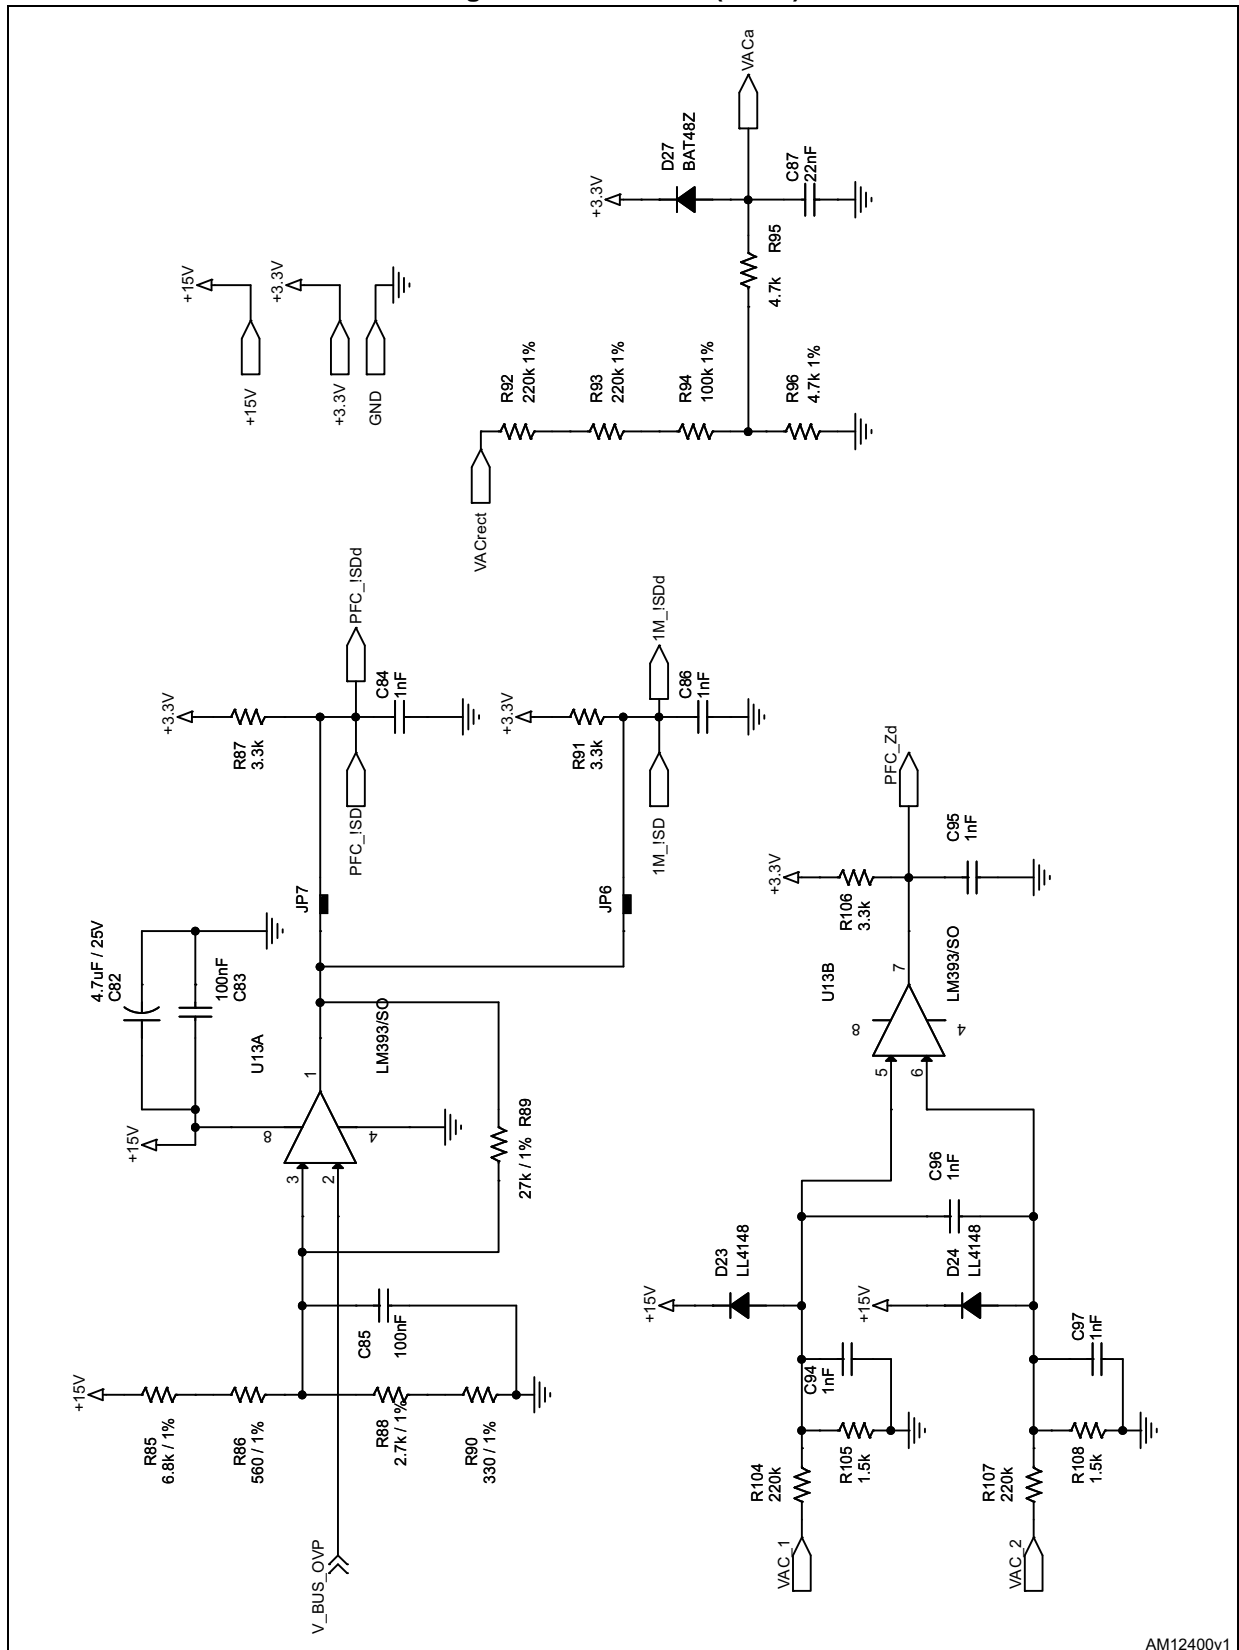 +15V
+3.3V
GND
+15V
+3.3V
VACa
D27
BAT48Z
+3.3V
C87
22nF
R95
4.7k
R92
220k 1%
R93
220k 1%
R94
100k 1%
R96
4.7k 1%
VACrect
+3.3V
R87
3.3k
PFC_!SDd
C84
1nF
PFC_!SD
+3.3V
R91
3.3k
1M_!SDd
C86
1nF
1M_!SD
JP7
JP6
4.7uF / 25V
C82
100nF
C83
+15V
U13A
LM393/SO
8
4
3
2
1
27k / 1%
R89
C85
100nF
+15V
R85
6.8k / 1%
R86
560 / 1%
R88
2.7k / 1%
R90
330 / 1%
V_BUS_OVP
PFC_Zd
+3.3V
R106
3.3k
C95
1nF
U13B
LM393/SO
8
4
5
6
7
C96
1nF
D23
LL4148
+15V
D24
LL4148
+15V
C94
1nF
C97
1nF
R104
220k
R105
1.5k
R107
220k
R108
1.5k
VAC_1
VAC_2
AM12400v1